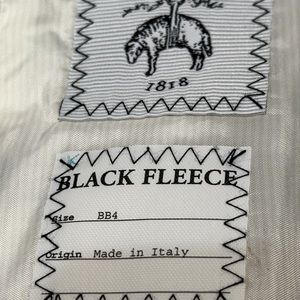 1818
BLACK FLEECE
Size BB4
Origin Made in Italy